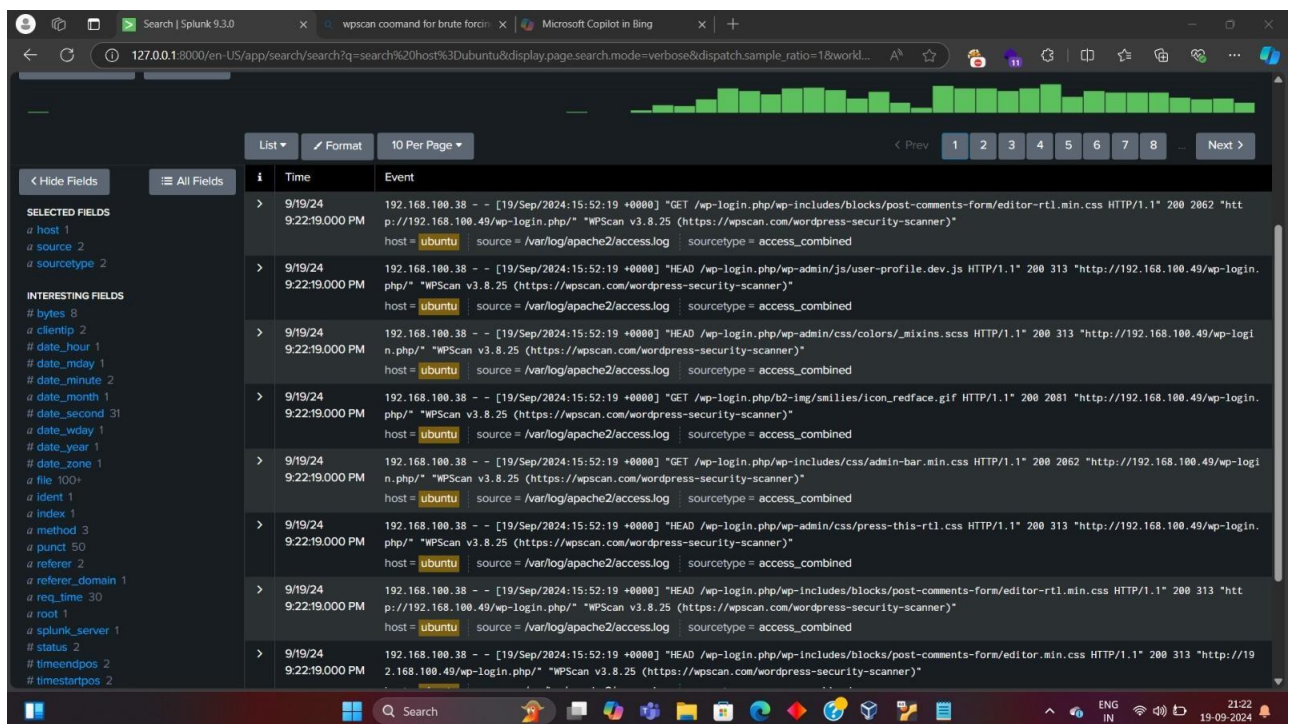 Search | Splunk 9.3.0
wpscan coomand for brute forcin
Microsoft Copilot in Bing
127.0.0.1:8000/en-US/app/search/search?q=search%20host%3Dubuntu&display.page.search.mode=verbose&dispatch.sample_ratio=1&workl...
11
List
Format
10 Per Page
< Prev 1 2 3 4 5 6 7 8 ... Next >
< Hide Fields
All Fields
i Time Event
SELECTED FIELDS
a host 1
a source 2
a sourcetype 2
INTERESTING FIELDS
# bytes 8
a clientip 2
# date_hour 1
# date_mday 1
# date_minute 2
a date_month 1
# date_second 31
a date_wday 1
# date_year 1
# date_zone 1
a file 100+
a ident 1
a index 1
a method 3
a punct 50
a referer 2
a referer_domain 1
a req_time 30
a root 1
a splunk_server 1
# status 2
# timeendpos 2
# timestartpos 2
> 9/19/24 192.168.100.38 - - [19/Sep/2024:15:52:19 +0000] "GET /wp-login.php/wp-includes/blocks/post-comments-form/editor-rtl.min.css HTTP/1.1" 200 2062 "htt
9:22:19.000 PM p://192.168.100.49/wp-login.php/" "WPScan v3.8.25 (https://wpscan.com/wordpress-security-scanner)"
host = ubuntu source = /var/log/apache2/access.log sourcetype = access_combined
> 9/19/24 192.168.100.38 - - [19/Sep/2024:15:52:19 +0000] "HEAD /wp-login.php/wp-admin/js/user-profile.dev.js HTTP/1.1" 200 313 "http://192.168.100.49/wp-login.
9:22:19.000 PM php/" "WPScan v3.8.25 (https://wpscan.com/wordpress-security-scanner)"
host = ubuntu source = /var/log/apache2/access.log sourcetype = access_combined
> 9/19/24 192.168.100.38 - - [19/Sep/2024:15:52:19 +0000] "HEAD /wp-login.php/wp-admin/css/colors/_mixins.scss HTTP/1.1" 200 313 "http://192.168.100.49/wp-logi
9:22:19.000 PM n.php/" "WPScan v3.8.25 (https://wpscan.com/wordpress-security-scanner)"
host = ubuntu source = /var/log/apache2/access.log sourcetype = access_combined
> 9/19/24 192.168.100.38 - - [19/Sep/2024:15:52:19 +0000] "GET /wp-login.php/b2-img/smilies/icon_redface.gif HTTP/1.1" 200 2081 "http://192.168.100.49/wp-login.
9:22:19.000 PM php/" "WPScan v3.8.25 (https://wpscan.com/wordpress-security-scanner)"
host = ubuntu source = /var/log/apache2/access.log sourcetype = access_combined
> 9/19/24 192.168.100.38 - - [19/Sep/2024:15:52:19 +0000] "GET /wp-login.php/wp-includes/css/admin-bar.min.css HTTP/1.1" 200 2062 "http://192.168.100.49/wp-logi
9:22:19.000 PM n.php/" "WPScan v3.8.25 (https://wpscan.com/wordpress-security-scanner)"
host = ubuntu source = /var/log/apache2/access.log sourcetype = access_combined
> 9/19/24 192.168.100.38 - - [19/Sep/2024:15:52:19 +0000] "HEAD /wp-login.php/wp-admin/css/press-this-rtl.css HTTP/1.1" 200 313 "http://192.168.100.49/wp-login.
9:22:19.000 PM php/" "WPScan v3.8.25 (https://wpscan.com/wordpress-security-scanner)"
host = ubuntu source = /var/log/apache2/access.log sourcetype = access_combined
> 9/19/24 192.168.100.38 - - [19/Sep/2024:15:52:19 +0000] "HEAD /wp-login.php/wp-includes/blocks/post-comments-form/editor-rtl.min.css HTTP/1.1" 200 313 "htt
9:22:19.000 PM p://192.168.100.49/wp-login.php/" "WPScan v3.8.25 (https://wpscan.com/wordpress-security-scanner)"
host = ubuntu source = /var/log/apache2/access.log sourcetype = access_combined
> 9/19/24 192.168.100.38 - - [19/Sep/2024:15:52:19 +0000] "HEAD /wp-login.php/wp-includes/blocks/post-comments-form/editor.min.css HTTP/1.1" 200 313 "http://19
9:22:19.000 PM 2.168.100.49/wp-login.php/" "WPScan v3.8.25 (https://wpscan.com/wordpress-security-scanner)"
Search
ENG
IN
21:22
19-09-2024